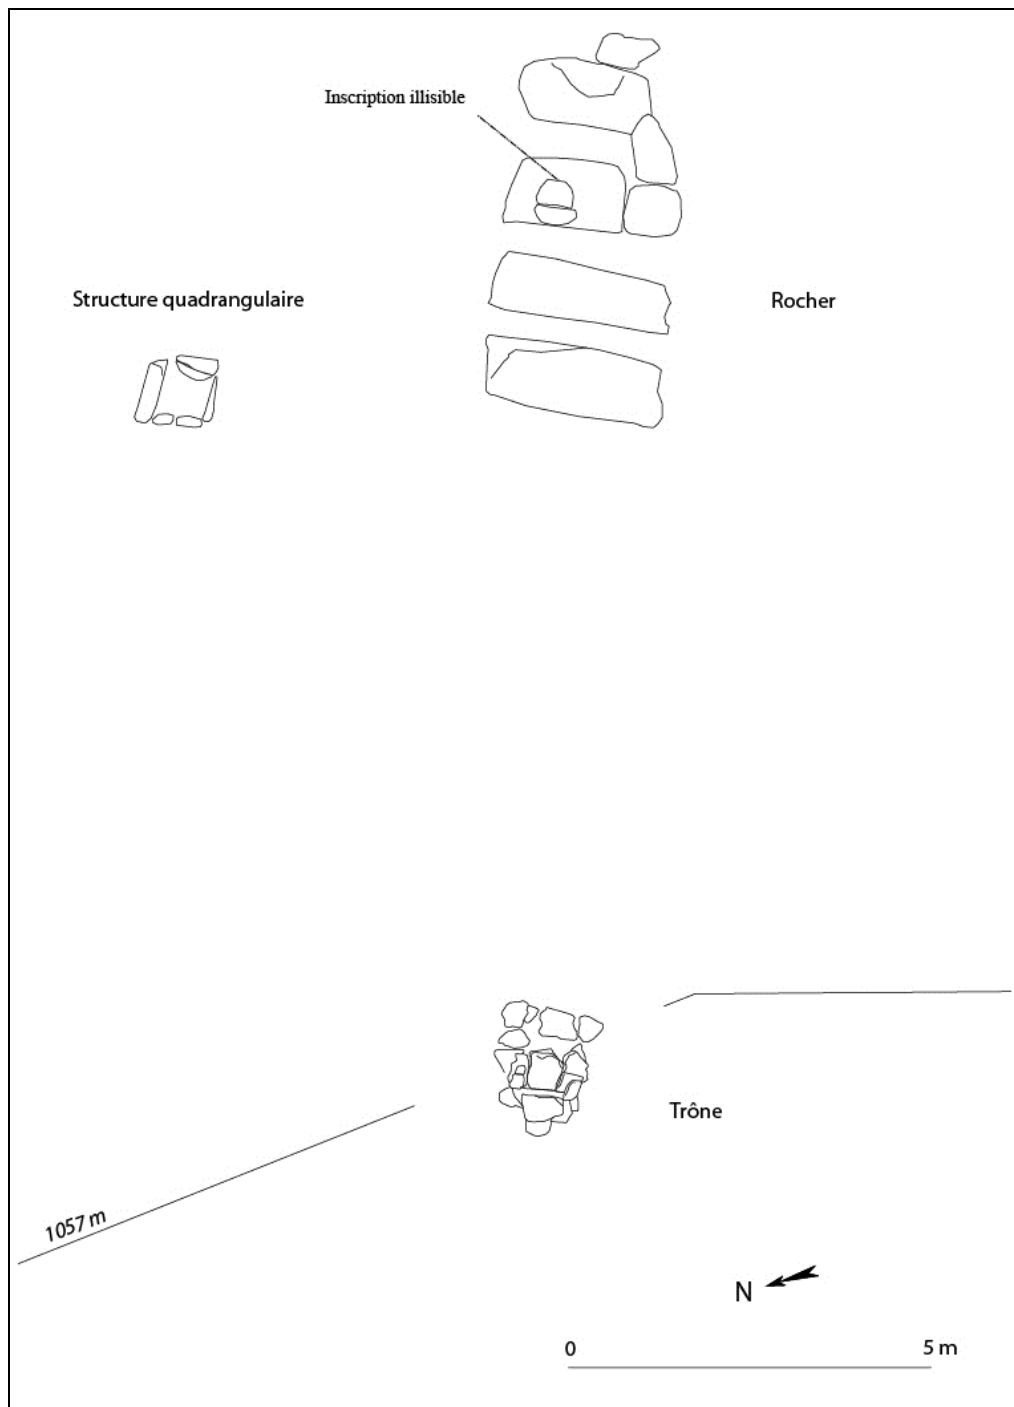 Inscription illisible
Structure quadrangulaire
Rocher
Trône
1057 m
N
0 5 m